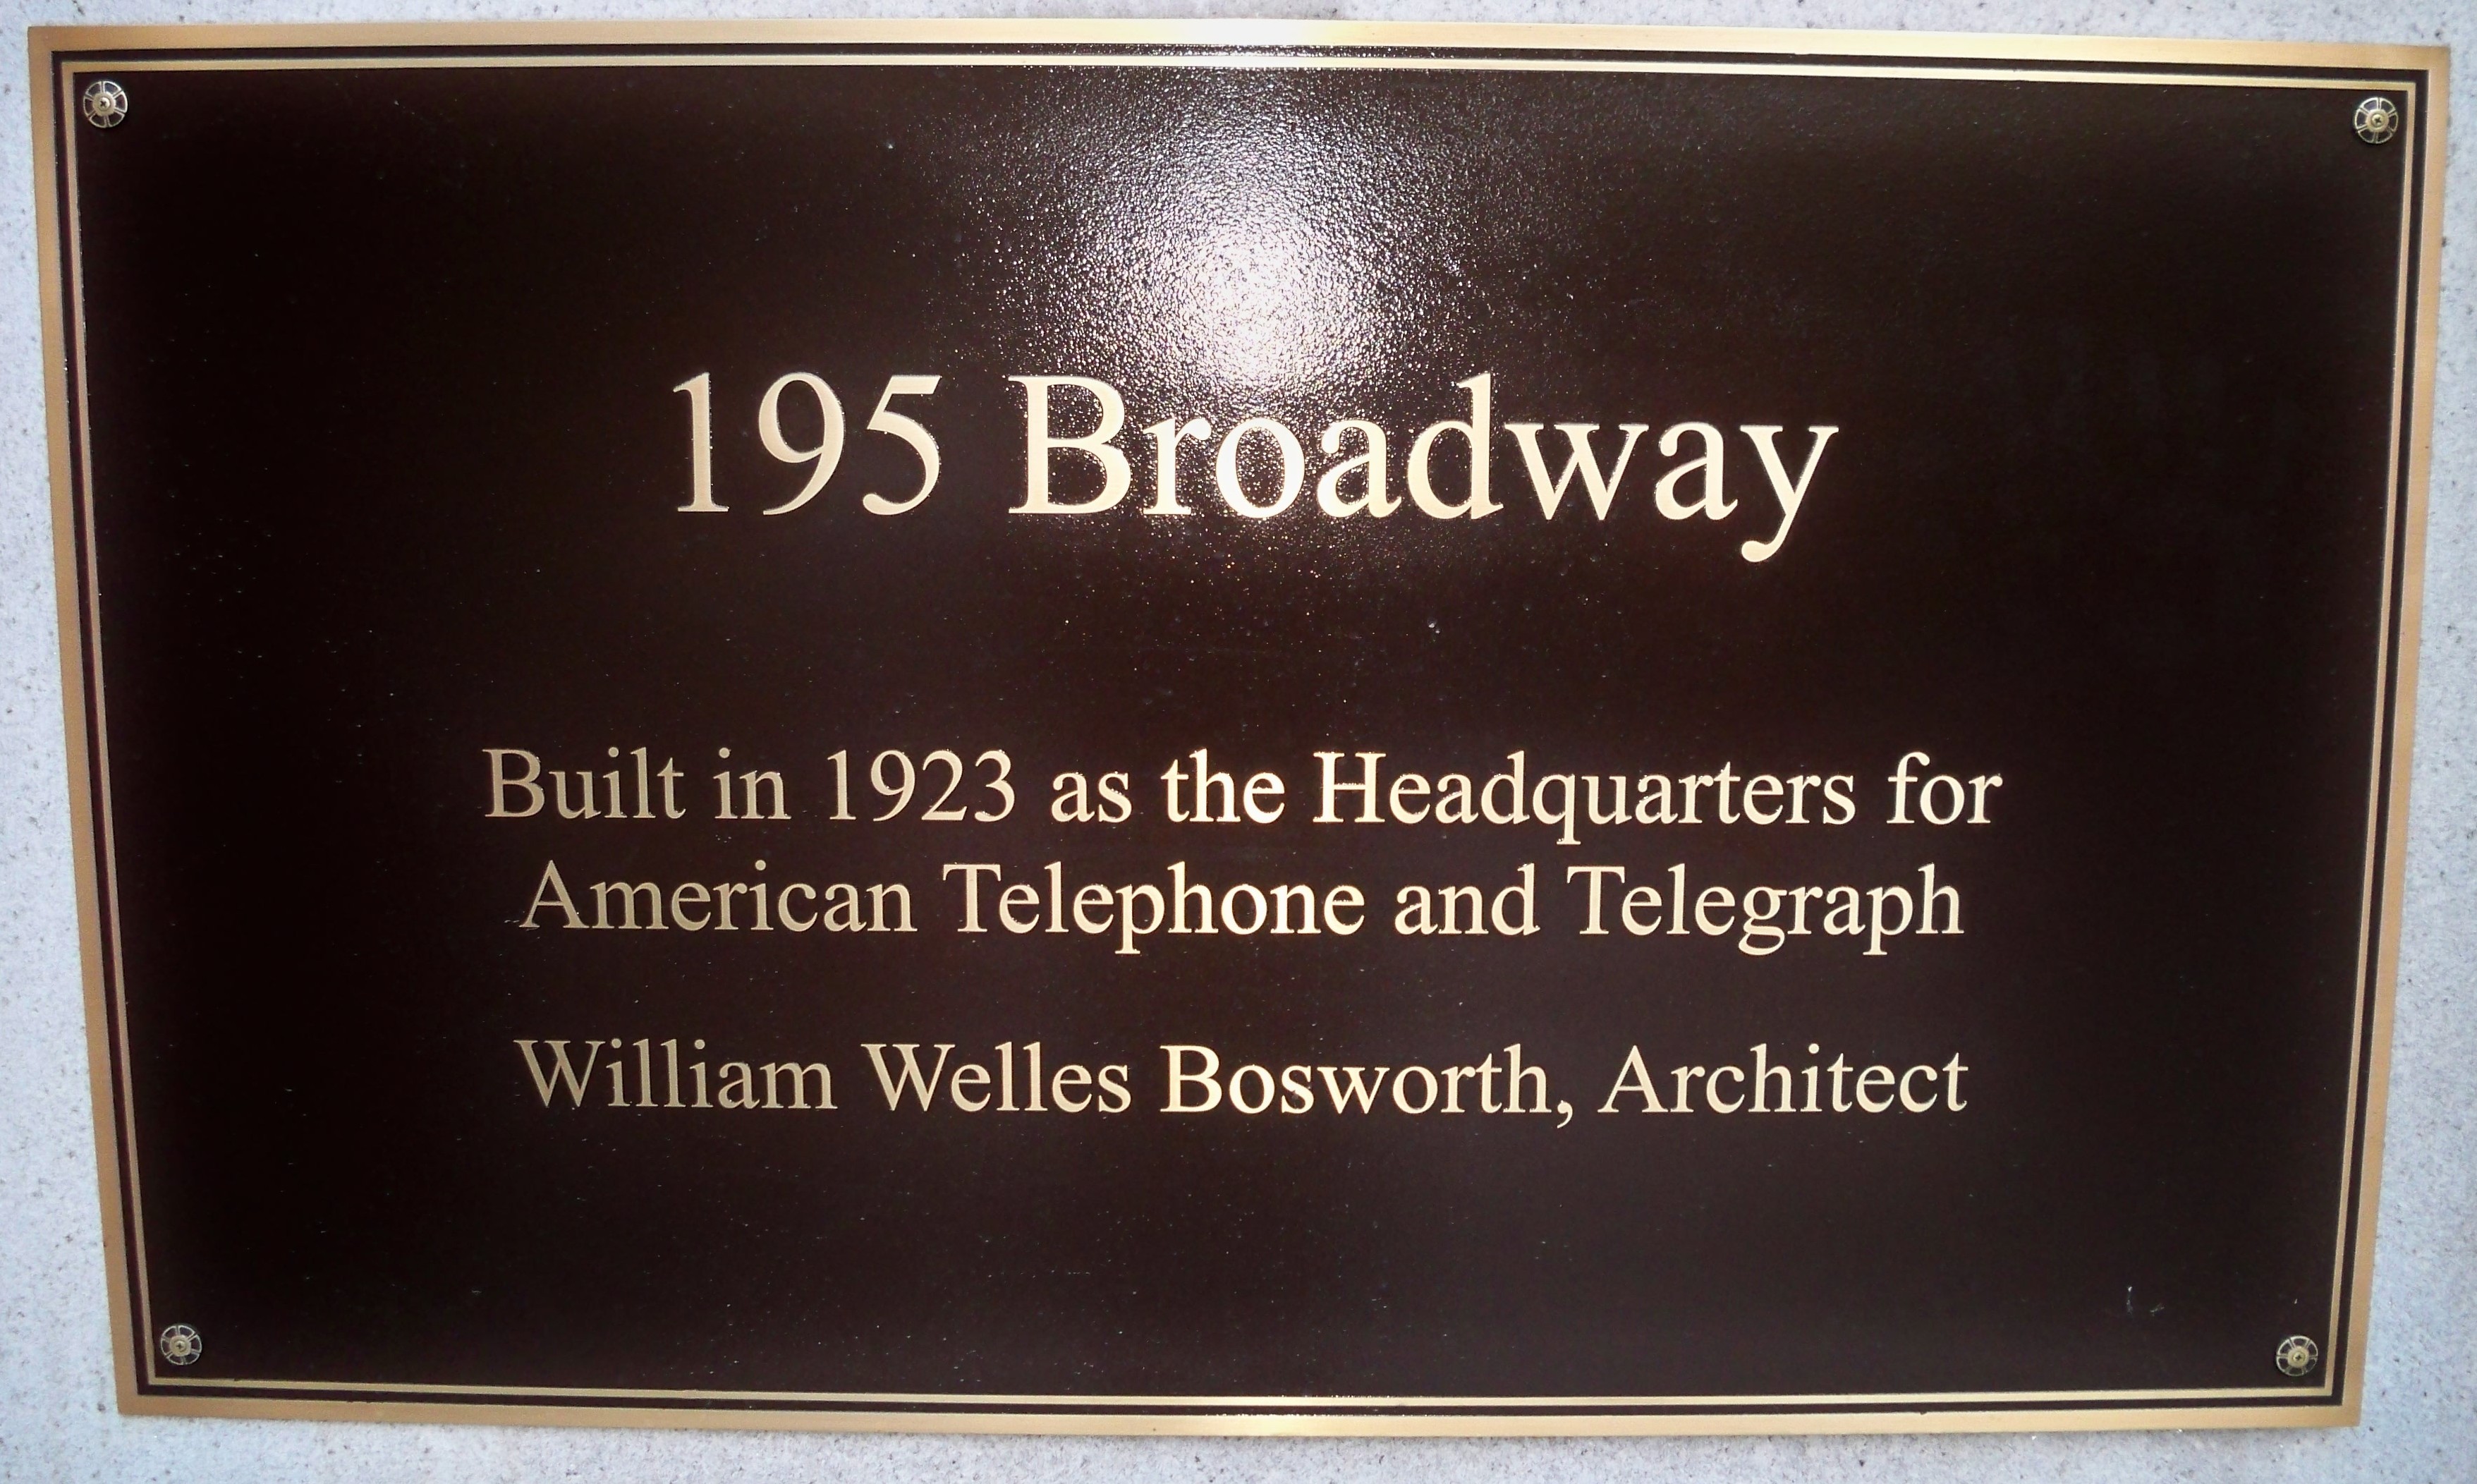 195 Broadway
Built in 1923 as the Headquarters for
American Telephone and Telegraph
William Welles Bosworth, Architect